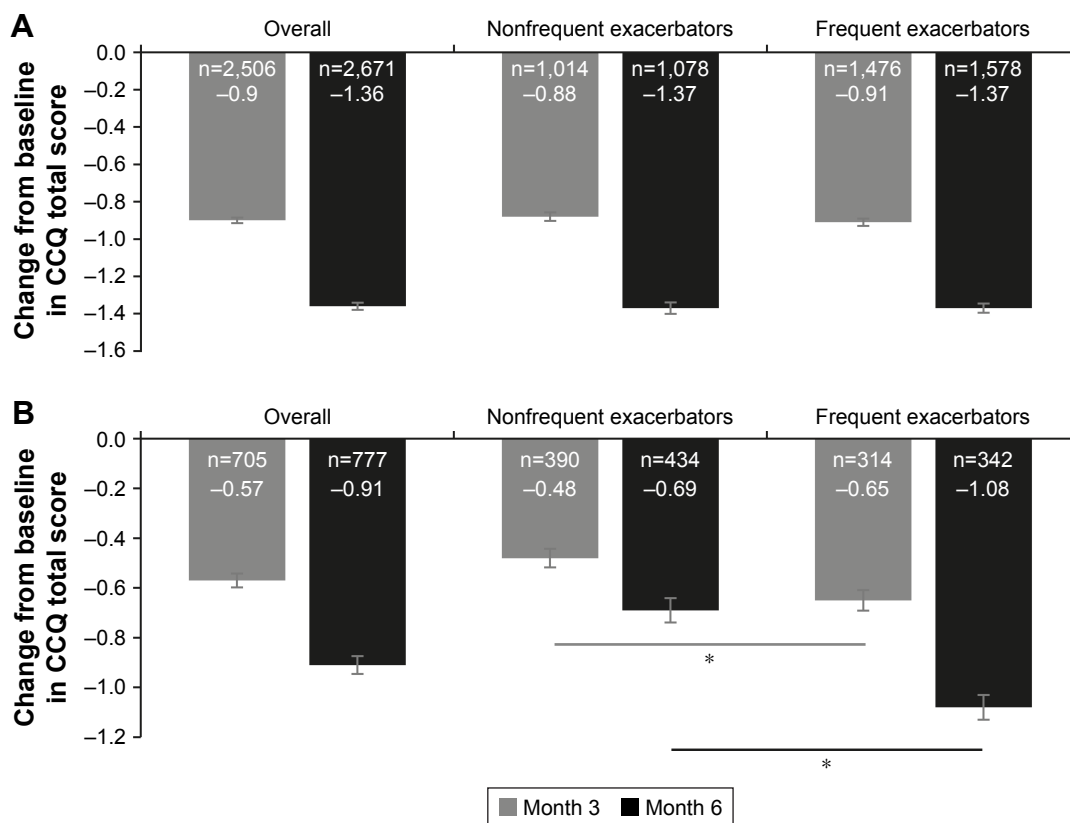 A
Overall
Nonfrequent exacerbators
Frequent exacerbators
Change from baseline
in CCQ total score
0.0
–0.2
–0.4
–0.6
–0.8
–1.0
–1.2
–1.4
–1.6
n=2,506
–0.9
n=2,671
–1.36
n=1,014
–0.88
n=1,078
–1.37
n=1,476
–0.91
n=1,578
–1.37
B
Overall
Nonfrequent exacerbators
Frequent exacerbators
Change from baseline
in CCQ total score
0.0
–0.2
–0.4
–0.6
–0.8
–1.0
–1.2
n=705
–0.57
n=777
–0.91
n=390
–0.48
n=434
–0.69
n=314
–0.65
n=342
–1.08
*
*
Month 3
Month 6